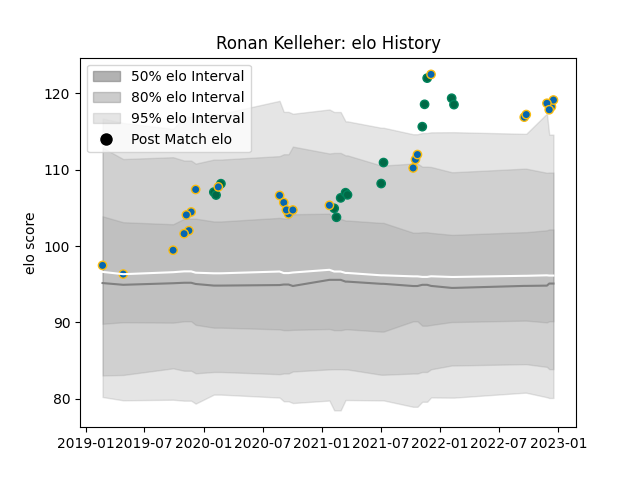 Ronan Kelleher: elo History
50% elo Interval
80% elo Interval
95% elo Interval
Post Match elo
elo score
120
110
100
90
80
2019-01 2019-07 2020-01 2020-07 2021-01 2021-07 2022-01 2022-07 2023-01